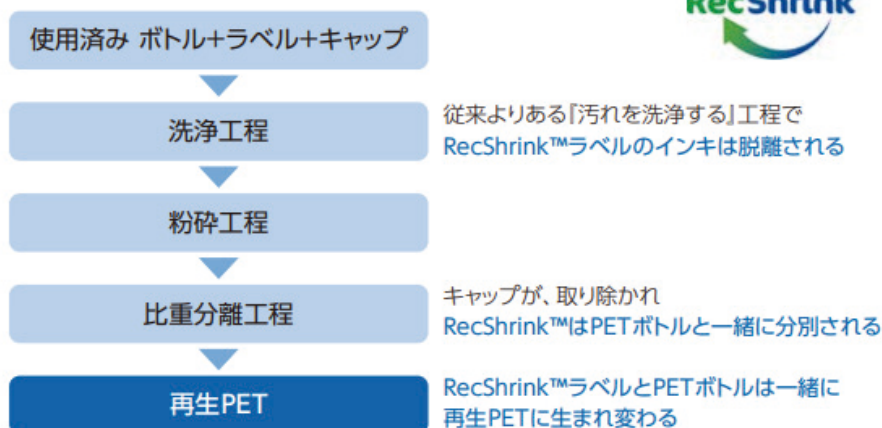 RecShrink
使用済み ボトル+ラベル+キャップ
洗浄工程
従来よりある『汚れを洗浄する』工程で
RecShrink™ラベルのインキは脱離される
粉砕工程
比重分離工程
キャップが、取り除かれ
RecShrink™はPETボトルと一緒に分別される
再生PET
RecShrink™ラベルとPETボトルは一緒に
再生PETに生まれ変わる